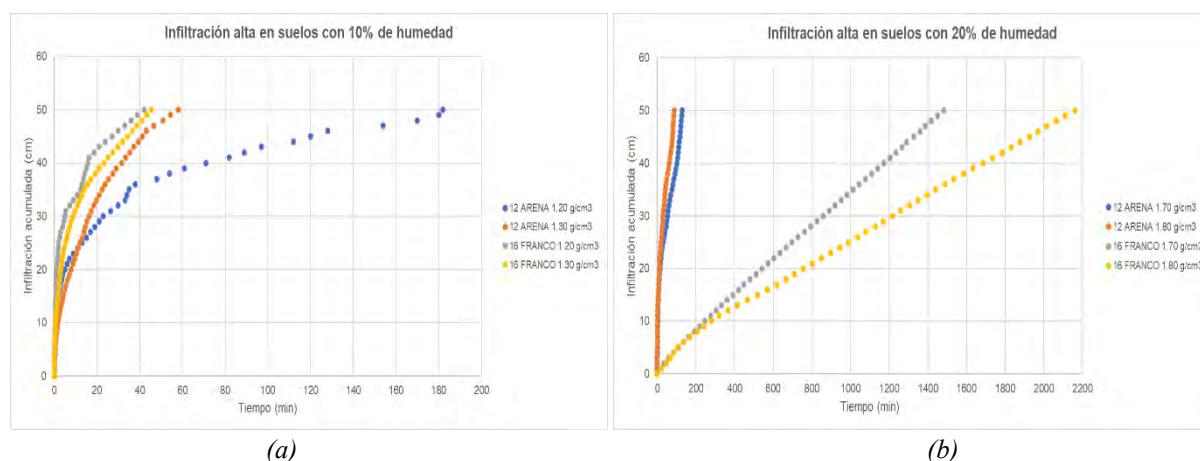 Infiltración alta en suelos con 10% de humedad
60
50
40
30
20
10
0
Infiltración acumulada (cm)
0 20 40 60 80 100 120 140 160 180 200
Tiempo (min)
12 ARENA 1.20 g/cm3
12 ARENA 1.30 g/cm3
16 FRANCO 1.20 g/cm3
16 FRANCO 1.30 g/cm3
(a)
Infiltración alta en suelos con 20% de humedad
60
50
40
30
20
10
0
Infiltración acumulada (cm)
0 200 400 600 800 1000 1200 1400 1600 1800 2000 2200
Tiempo (min)
12 ARENA 1.70 g/cm3
12 ARENA 1.80 g/cm3
16 FRANCO 1.70 g/cm3
16 FRANCO 1.80 g/cm3
(b)